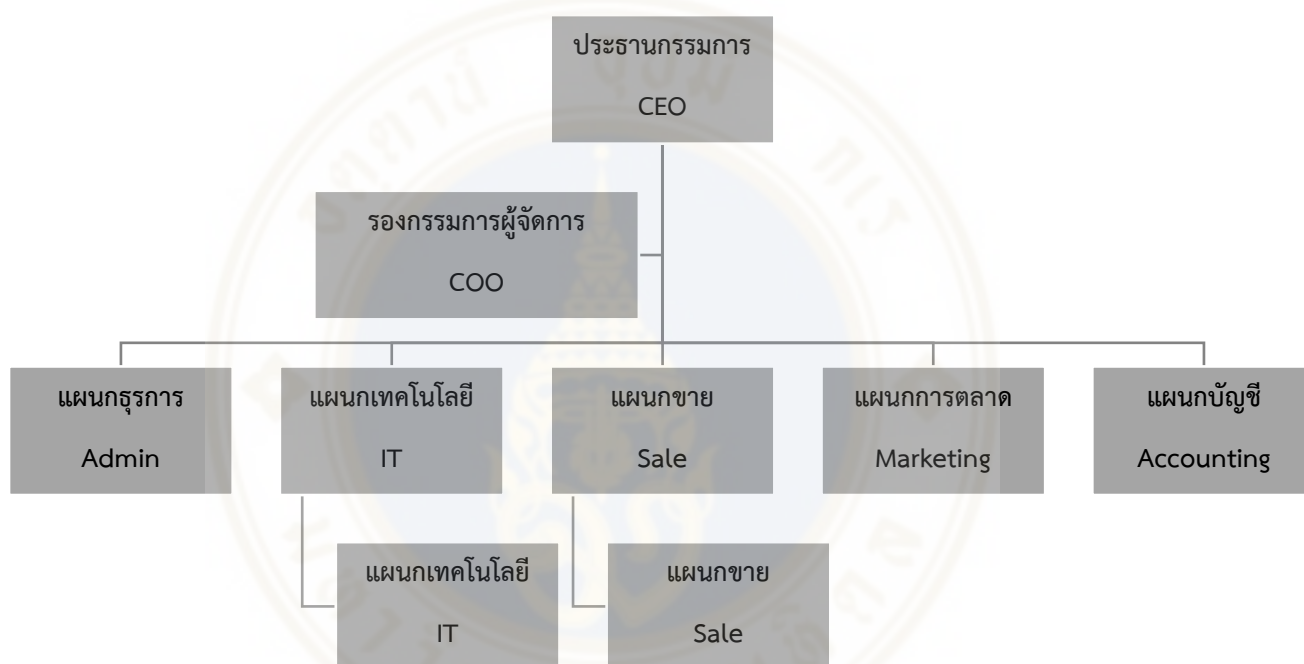 ประธานกรรมการ
CEO
รองกรรมการผู้จัดการ
COO
แผนกธุรการ
Admin
แผนกเทคโนโลยี
IT
แผนกขาย
Sale
แผนกการตลาด
Marketing
แผนกบัญชี
Accounting
แผนกเทคโนโลยี
IT
แผนกขาย
Sale